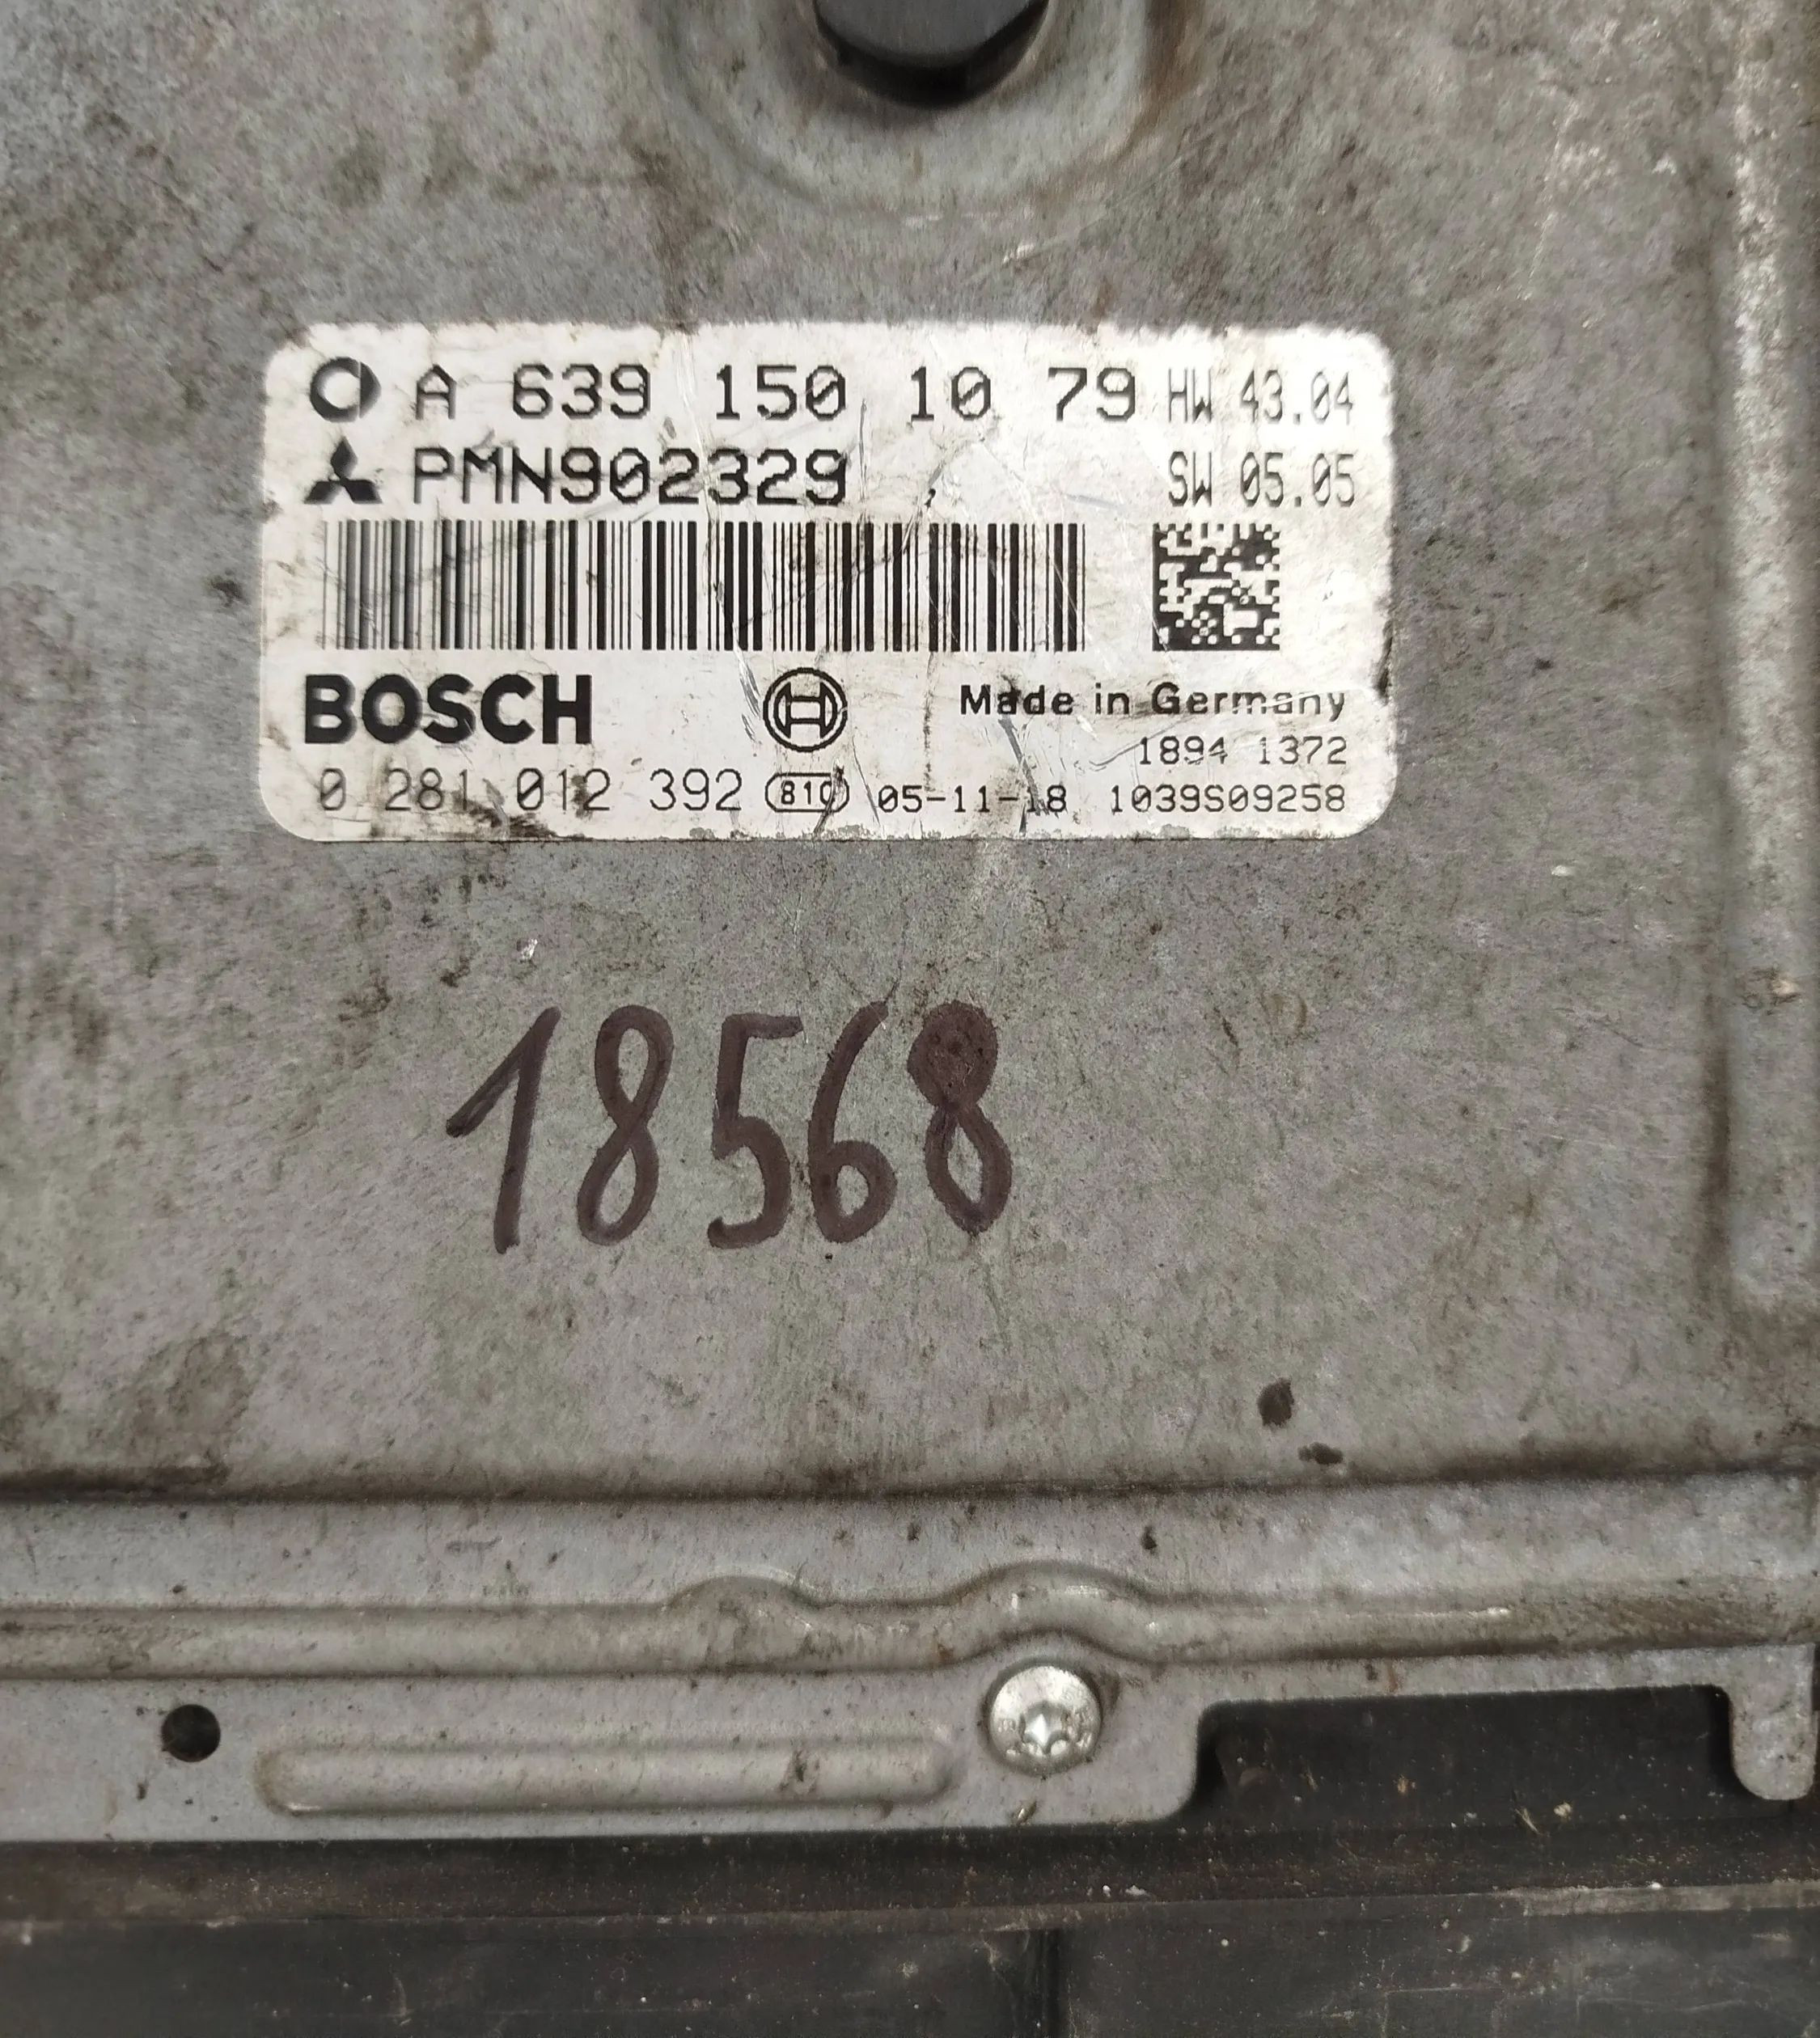 A 639 150 10 79 HW 43.04
PMN902329 SW 05.05
BOSCH Made in Germany
1894 1372
0 281 012 392 810 05-11-18 1039S09258
18568